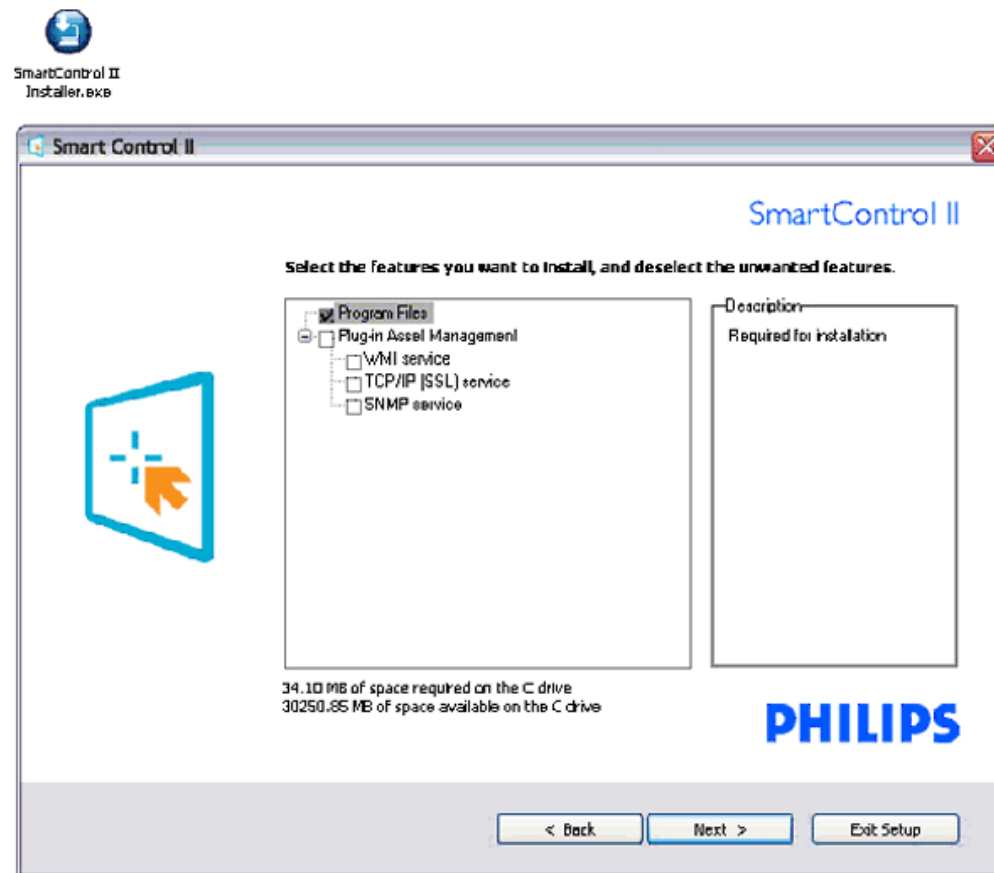 SmartControl II
Installer.exe
Smart Control II
SmartControl II
Select the features you want to install, and deselect the unwanted features.
Program Files
Plug-in Asset Management
WMI service
TCP/IP (SSL) service
SNMP service
Description
Required for installation
34.10 MB of space required on the C drive
30250.85 MB of space available on the C drive
PHILIPS
< Back
Next >
Exit Setup